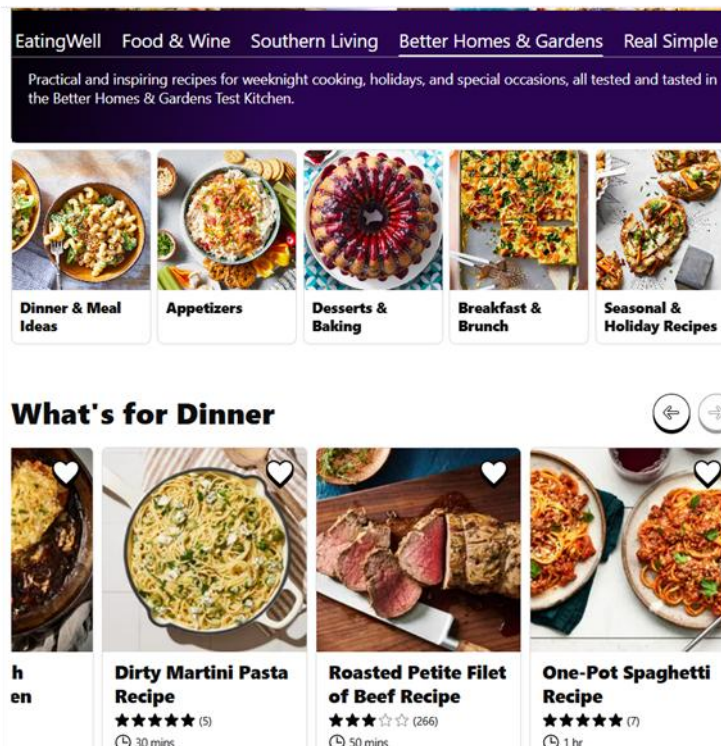 EatingWell Food & Wine Southern Living Better Homes & Gardens Real Simple
Practical and inspiring recipes for weeknight cooking, holidays, and special occasions, all tested and tasted in
the Better Homes & Gardens Test Kitchen.
Dinner & Meal
Ideas
Appetizers
Desserts &
Baking
Breakfast &
Brunch
Seasonal &
Holiday Recipes
What's for Dinner
h
en
Dirty Martini Pasta
Recipe
(5)
30 mins
Roasted Petite Filet
of Beef Recipe
(266)
50 mins
One-Pot Spaghetti
Recipe
(7)
1 hr